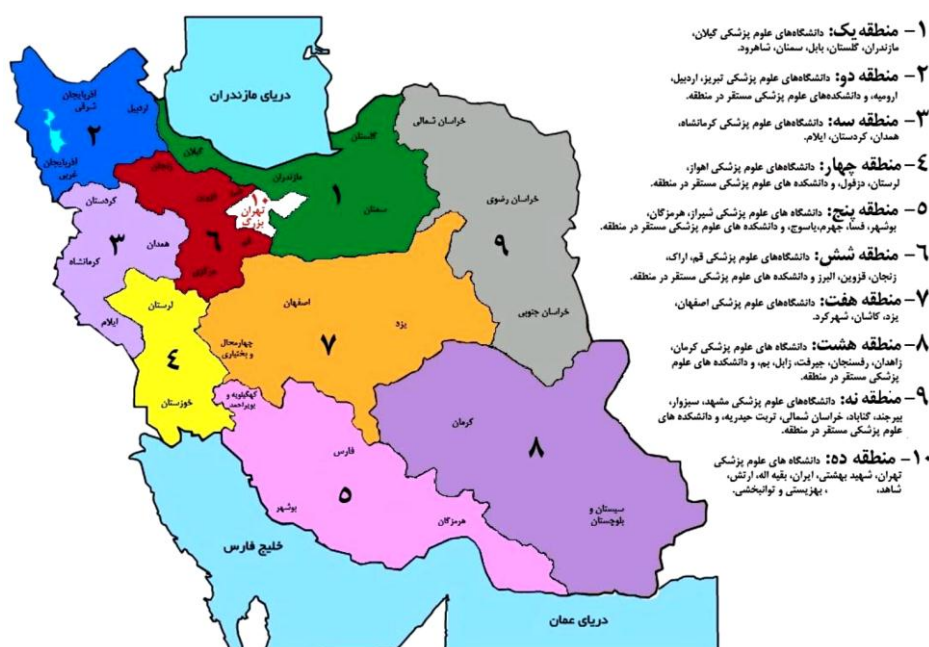 ۱- منطقه یک: دانشگاه‌های علوم پزشکی گیلان،
مازندران، گلستان، بابل، سمنان، شاهرود.
۲- منطقه دو: دانشگاه‌های علوم پزشکی تبریز، اردبیل،
ارومیه، و دانشکده‌های علوم پزشکی مستقر در منطقه.
۳- منطقه سه: دانشگاه‌های علوم پزشکی کرمانشاه،
همدان، کردستان، ایلام.
۴- منطقه چهار: دانشگاه‌های علوم پزشکی اهواز،
لرستان، دزفول، و دانشکده های علوم پزشکی مستقر در منطقه.
۵- منطقه پنج: دانشگاه های علوم پزشکی شیراز، هرمزگان،
بوشهر، فسا، جهرم، یاسوج، و دانشکده های علوم پزشکی مستقر در منطقه.
۶- منطقه شش: دانشگاه‌های علوم پزشکی قم، اراک،
زنجان، قزوین، البرز و دانشکده های علوم پزشکی مستقر در منطقه.
۷- منطقه هفت: دانشگاه‌های علوم پزشکی اصفهان،
یزد، کاشان، شهرکرد.
۸- منطقه هشت: دانشگاه های علوم پزشکی کرمان،
زاهدان، رفسنجان، جیرفت، زابل، بم، و دانشکده های علوم
پزشکی مستقر در منطقه.
۹- منطقه نه: دانشگاه‌های علوم پزشکی مشهد، سبزوار،
بیرجند، گناباد، خراسان شمالی، تربت حیدریه، و دانشکده های
علوم پزشکی مستقر در منطقه.
۱۰- منطقه ده: دانشگاه های علوم پزشکی
تهران، شهید بهشتی، ایران، بقیه اله، ارتش،
شاهد، ، بهزیستی و توانبخشی.
دریای مازندران
آذربایجان
شرقی
اردبیل
۲
آذربایجان
غربی
گیلان
مازندران
گلستان
سمنان
۱
خراسان شمالی
خراسان رضوی
۹
خراسان جنوبی
زنجان
قزوین
قم
مرکزی
۶
۱۰
تهران
بزرگ
کردستان
۳
همدان
کرمانشاه
ایلام
لرستان
۴
خوزستان
اصفهان
یزد
۷
چهارمحال
و بختیاری
کهگیلویه و
بویراحمد
فارس
۵
بوشهر
هرمزگان
کرمان
۸
سیستان و
بلوچستان
خلیج فارس
دریای عمان